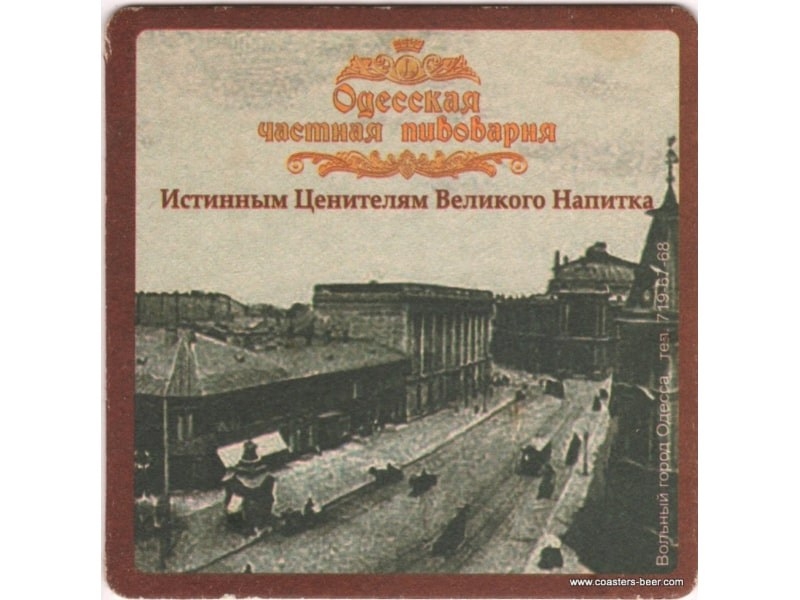 Одесская
частная пивоварня
Истинным Ценителям Великого Напитка
Вольный город Одесса, тел. 719-67-68
www.coasters-beer.com